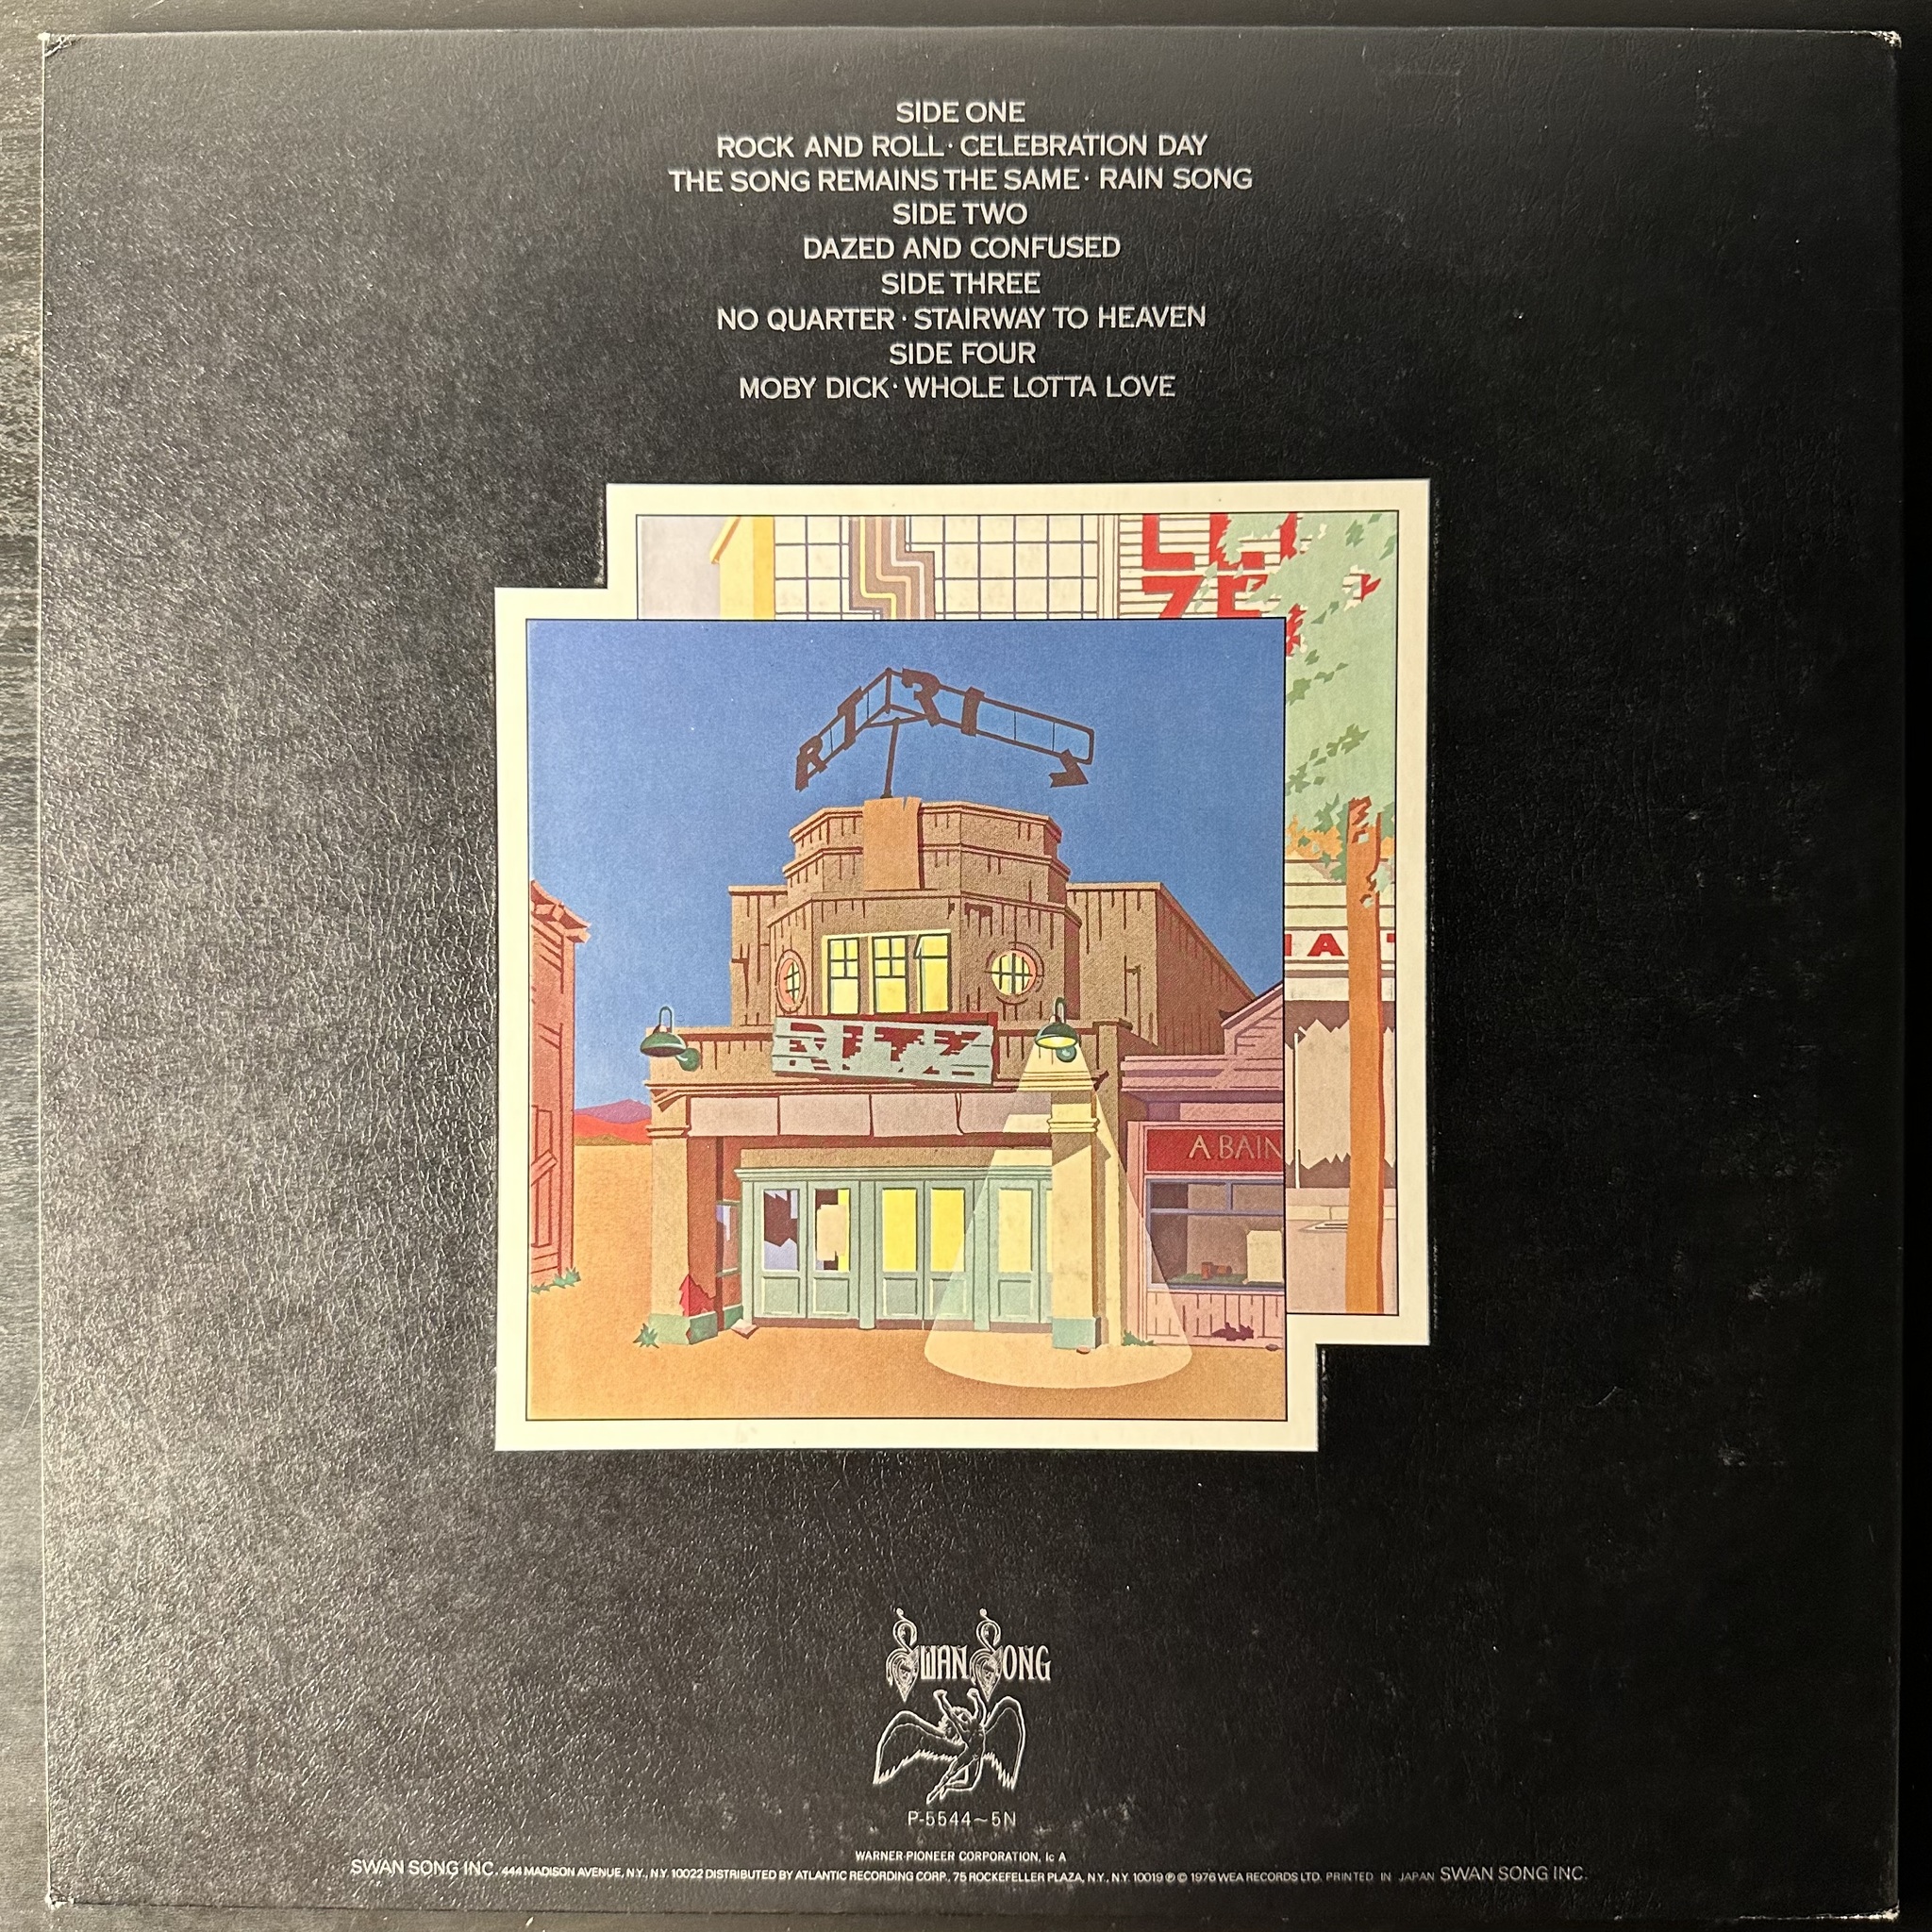 SIDE ONE
ROCK AND ROLL · CELEBRATION DAY
THE SONG REMAINS THE SAME · RAIN SONG
SIDE TWO
DAZED AND CONFUSED
SIDE THREE
NO QUARTER · STAIRWAY TO HEAVEN
SIDE FOUR
MOBY DICK · WHOLE LOTTA LOVE
RITZ
A BAIN
SWAN SONG
P-5544~5N
WARNER-PIONEER CORPORATION, Ic A
SWAN SONG INC. 444 MADISON AVENUE, N.Y., N.Y. 10022 DISTRIBUTED BY ATLANTIC RECORDING CORP., 75 ROCKEFELLER PLAZA, N.Y., N.Y. 10019 ℗ © 1976 WEA RECORDS LTD. PRINTED IN JAPAN SWAN SONG INC.